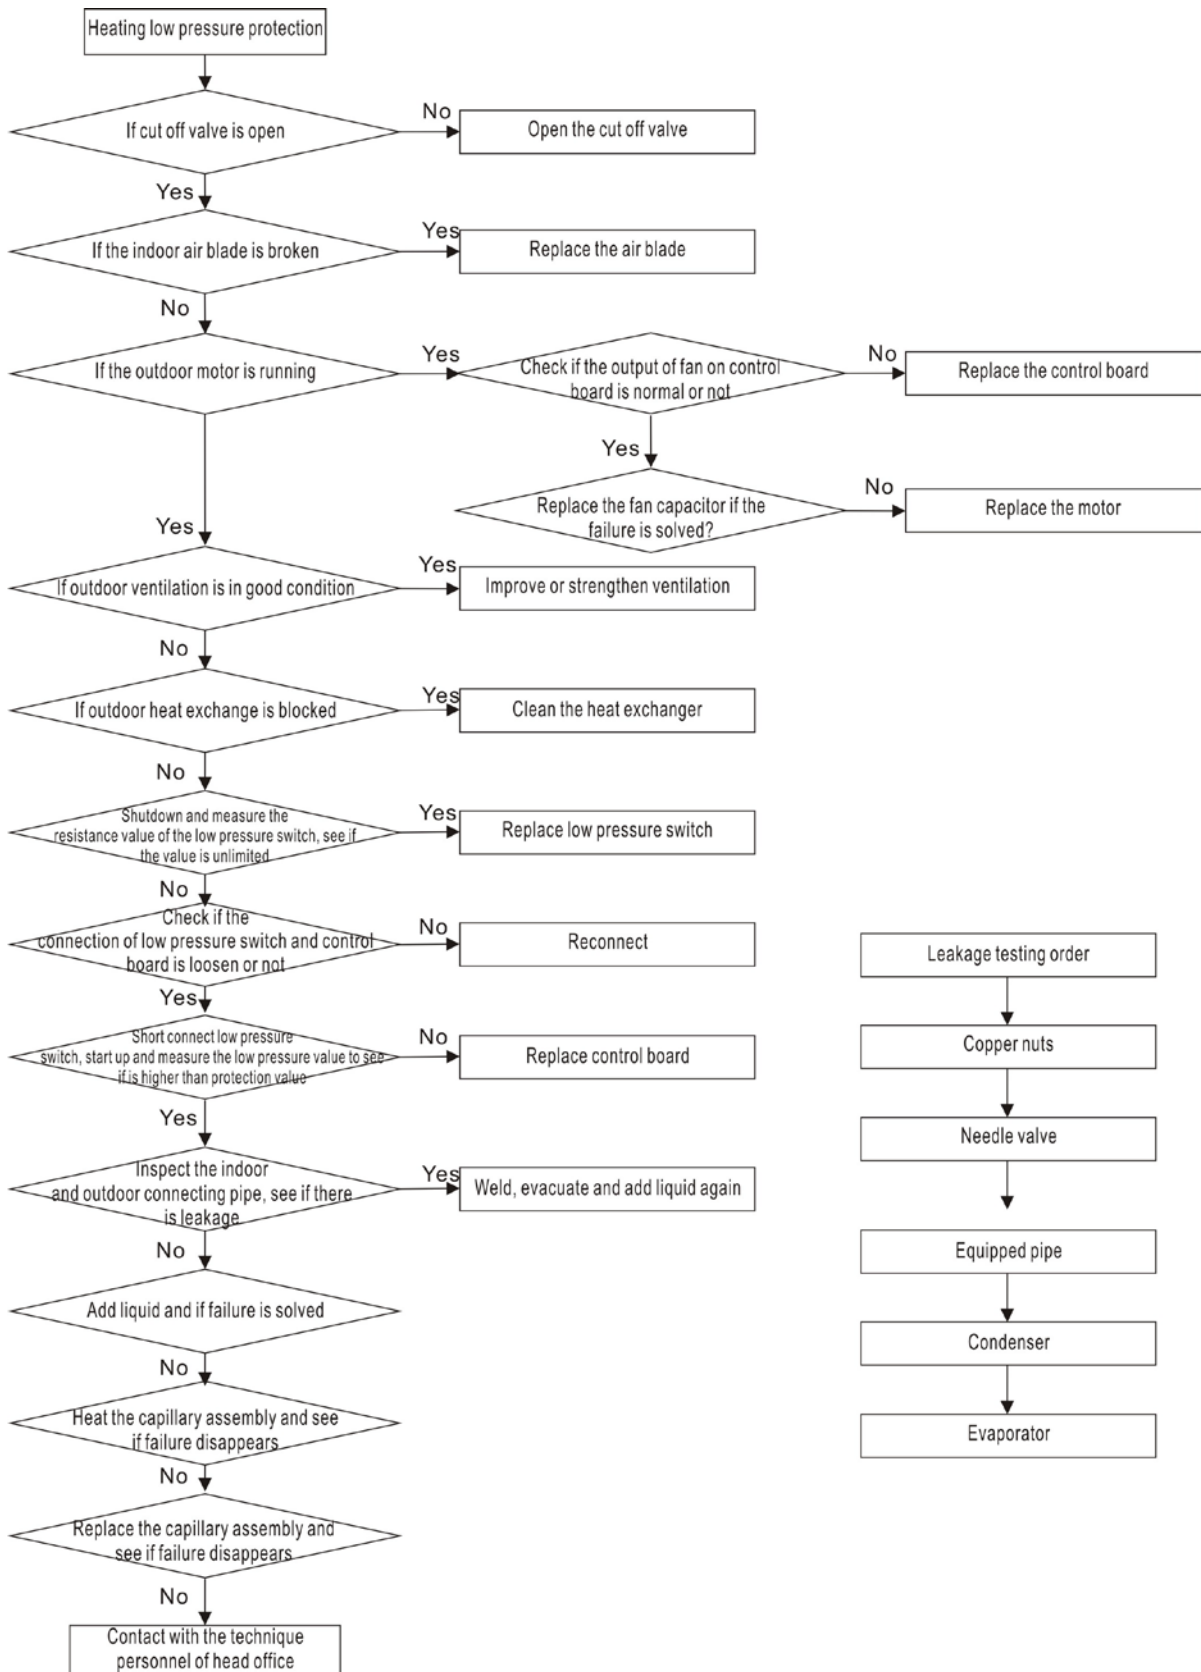 Heating low pressure protection
If cut off valve is open
No
Open the cut off valve
Yes
If the indoor air blade is broken
Yes
Replace the air blade
No
If the outdoor motor is running
Yes
Check if the output of fan on control
board is normal or not
No
Replace the control board
Yes
Replace the fan capacitor if the
failure is solved?
No
Replace the motor
Yes
If outdoor ventilation is in good condition
Yes
Improve or strengthen ventilation
No
If outdoor heat exchange is blocked
Yes
Clean the heat exchanger
No
Shutdown and measure the
resistance value of the low pressure switch, see if
the value is unlimited
Yes
Replace low pressure switch
No
Check if the
connection of low pressure switch and control
board is loosen or not
No
Reconnect
Yes
Short connect low pressure
switch, start up and measure the low pressure value to see
if is higher than protection value
No
Replace control board
Yes
Inspect the indoor
and outdoor connecting pipe, see if there
is leakage
Yes
Weld, evacuate and add liquid again
No
Add liquid and if failure is solved
No
Heat the capillary assembly and see
if failure disappears
No
Replace the capillary assembly and
see if failure disappears
No
Contact with the technique
personnel of head office
Leakage testing order
Copper nuts
Needle valve
Equipped pipe
Condenser
Evaporator